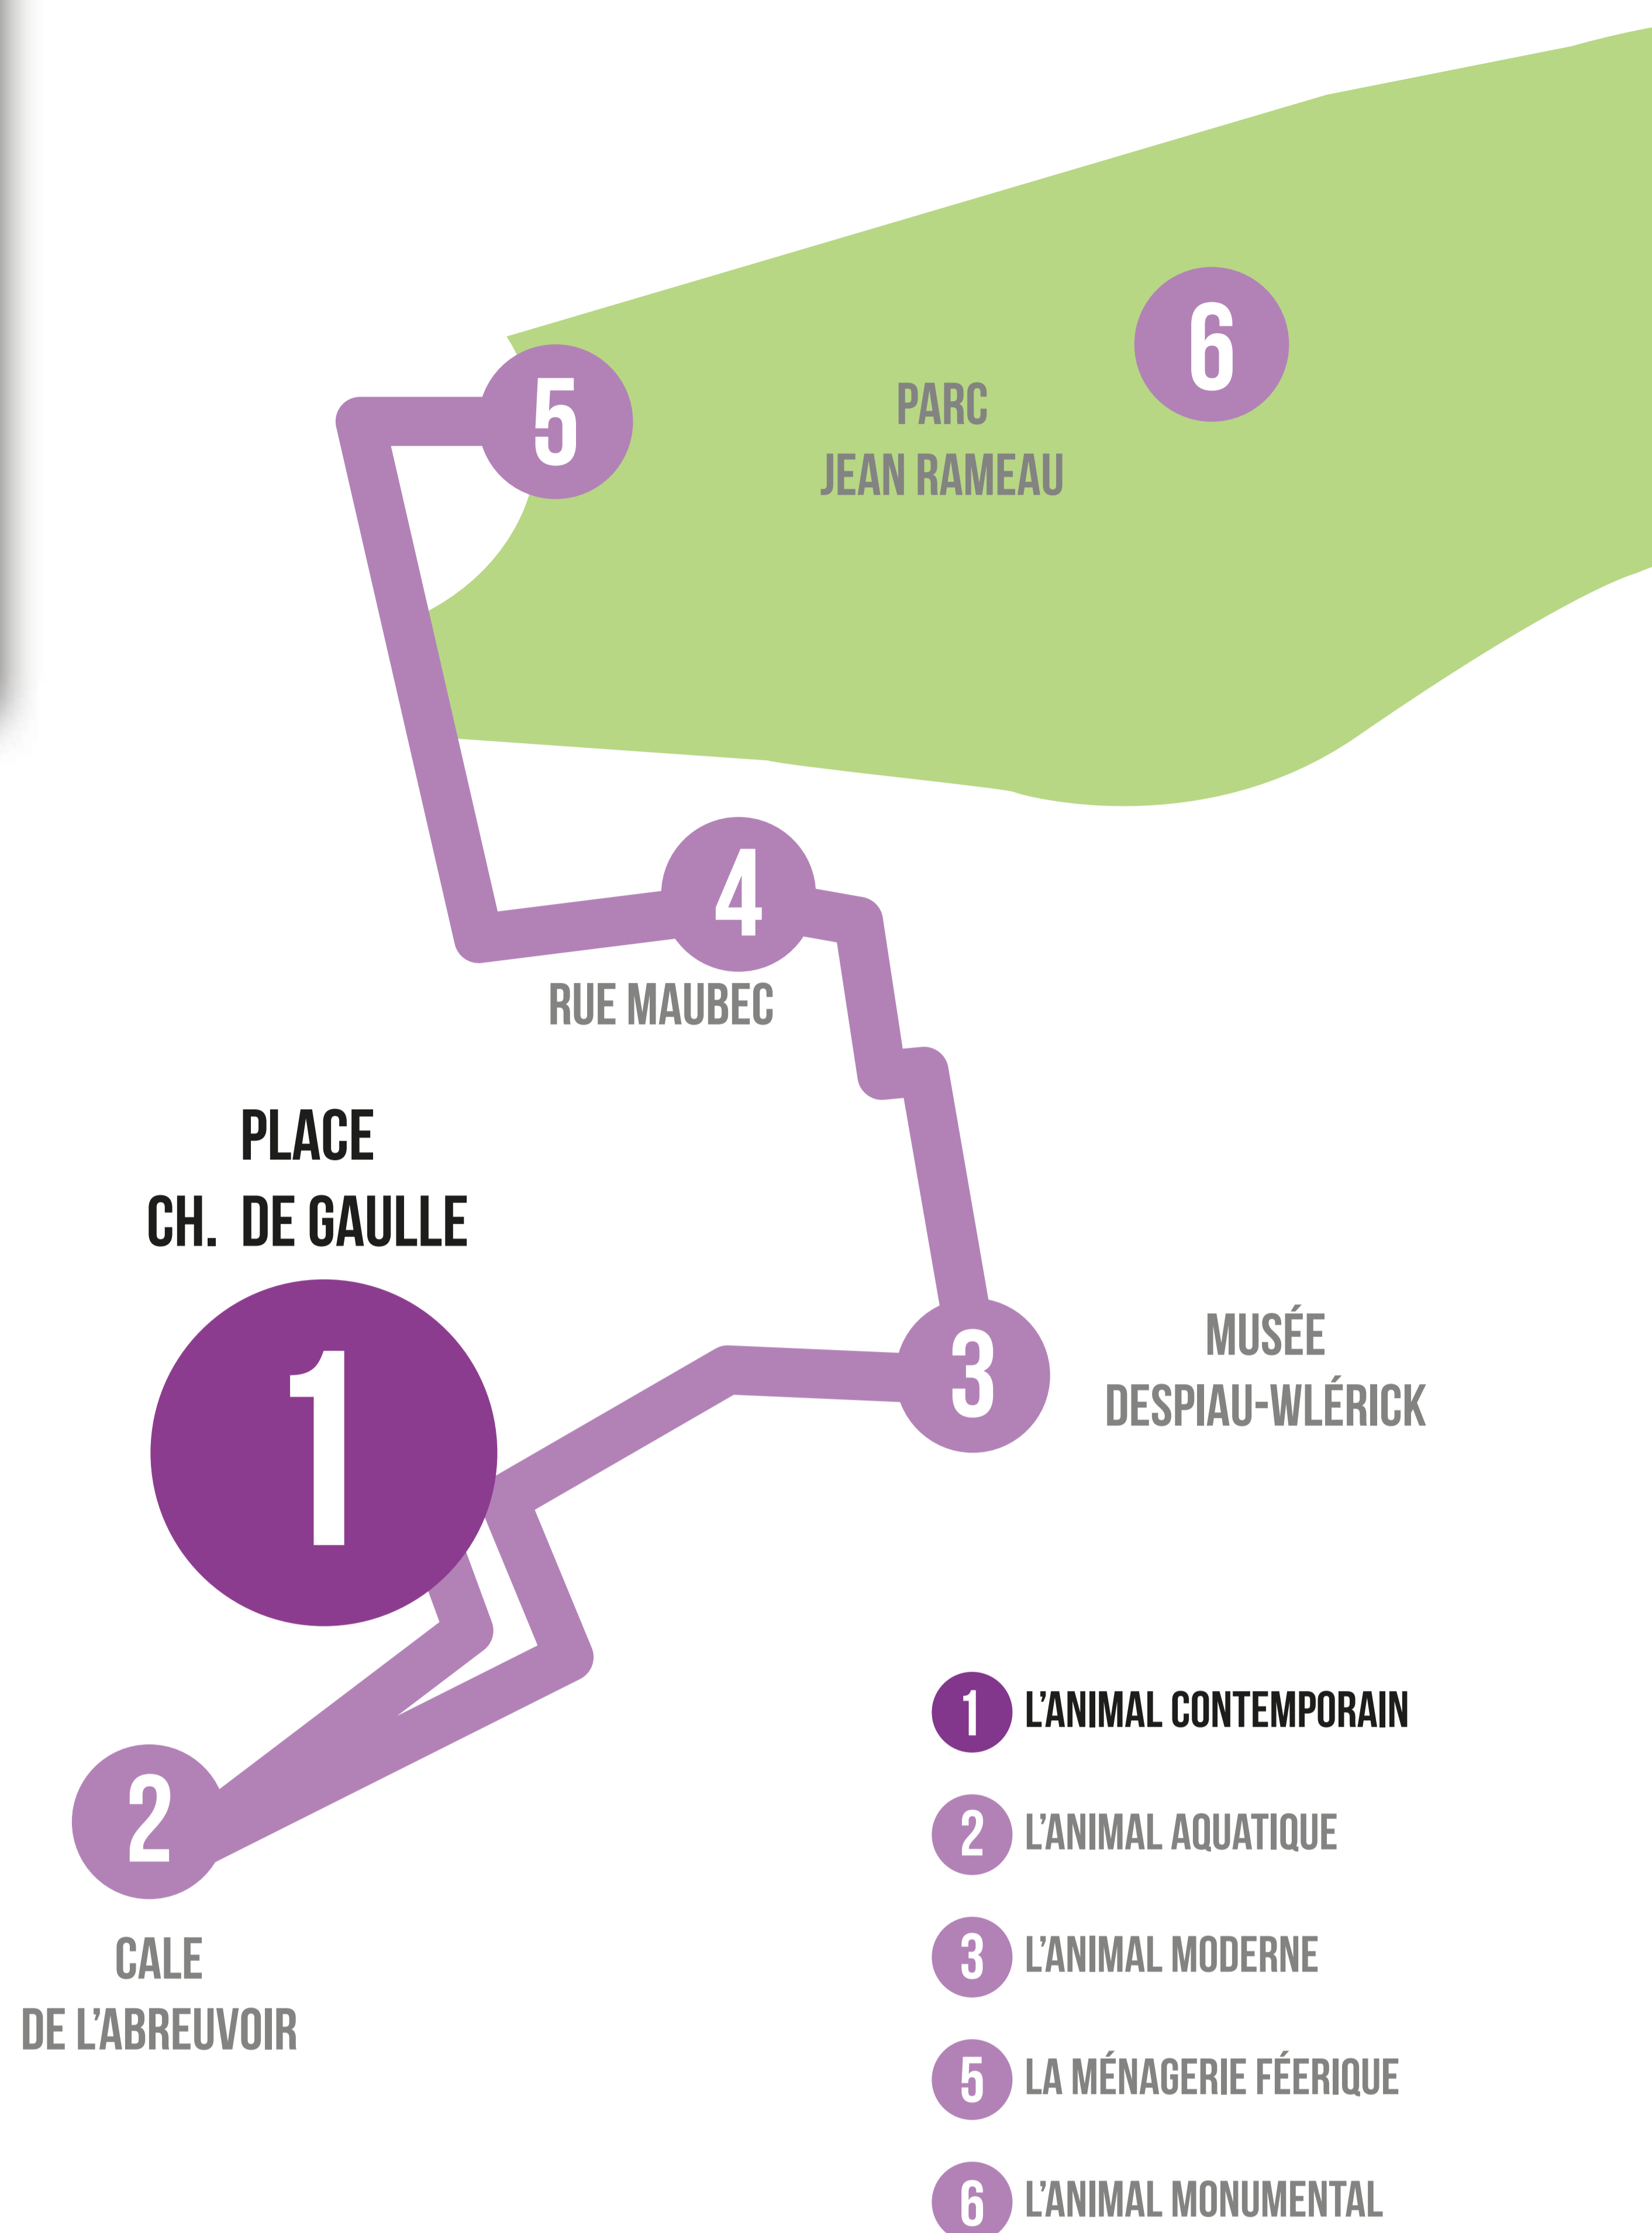 6
5
PARC
JEAN RAMEAU
4
RUE MAUBEC
PLACE
CH. DE GAULLE
1
3
MUSÉE
DESPIAU-WLÉRICK
2
CALE
DE L'ABREUVOIR
1 L'ANIMAL CONTEMPORAIN
2 L'ANIMAL AQUATIQUE
3 L'ANIMAL MODERNE
5 LA MÉNAGERIE FÉERIQUE
6 L'ANIMAL MONUMENTAL